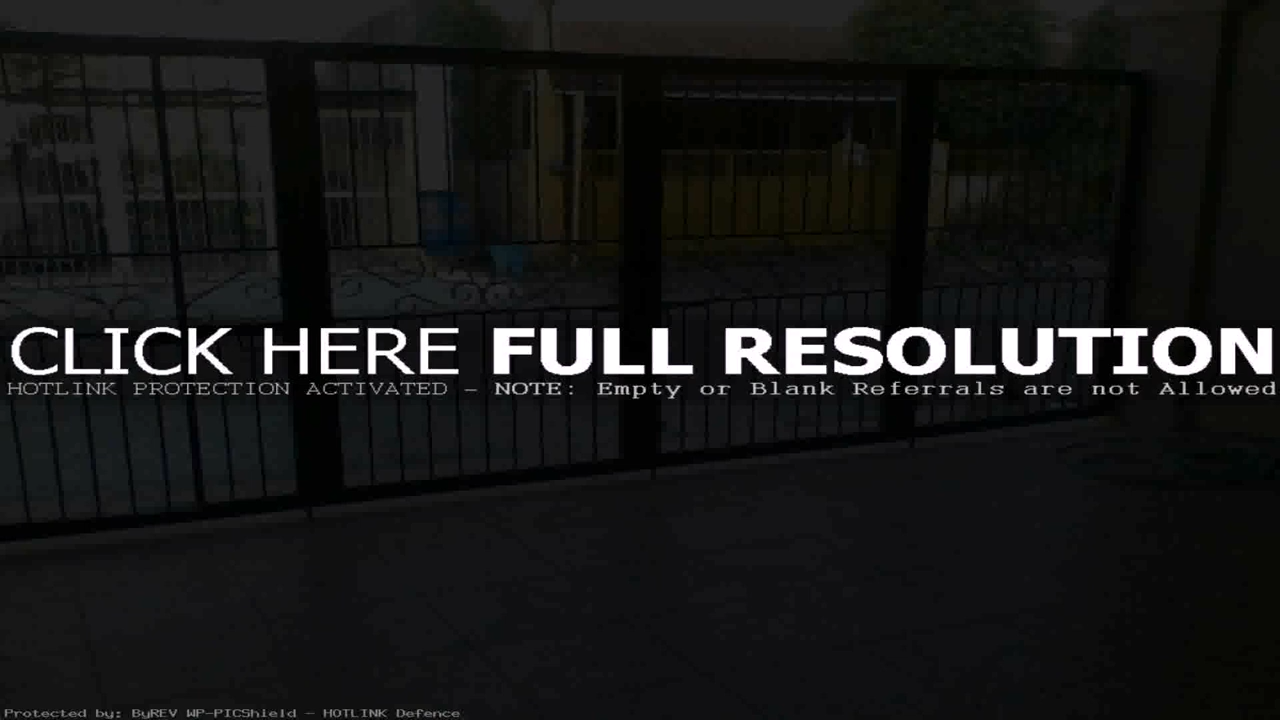 CLICK HERE FULL RESOLUTION
HOTLINK PROTECTION ACTIVATED - NOTE: Empty or Blank Referrals are not Allowed
Protected by: ByREV WP-PICShield - HOTLINK Defence